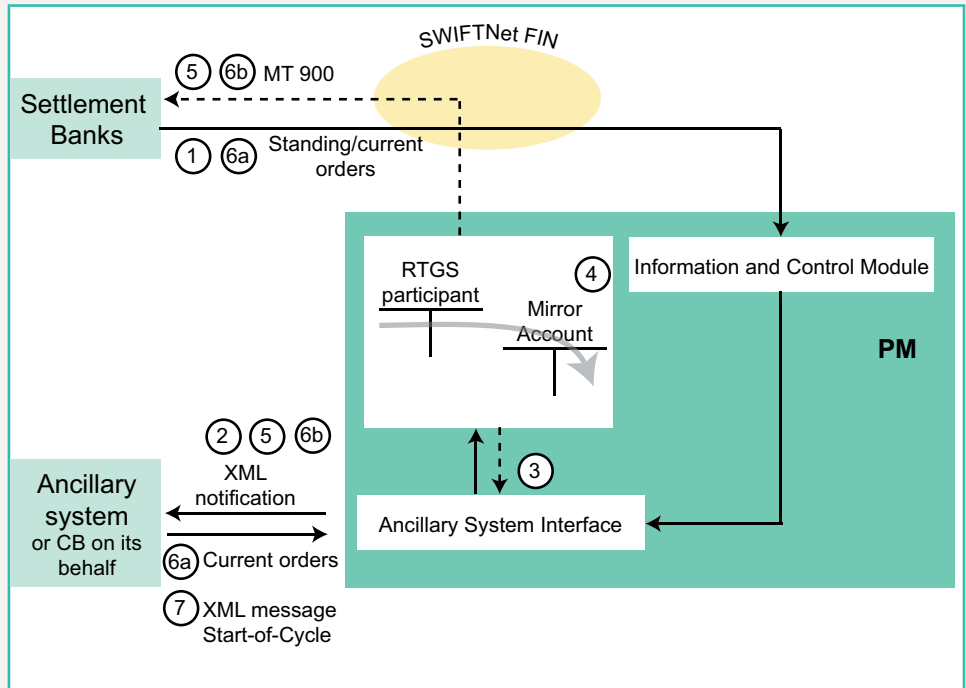 SWIFTNet FIN
5 6b MT 900
Settlement
Banks
1 6a Standing/current
orders
RTGS
participant
4
Mirror
Account
Information and Control Module
PM
2 5 6b
XML
notification
3
Ancillary
system
or CB on its
behalf
Ancillary System Interface
6a Current orders
7 XML message
Start-of-Cycle